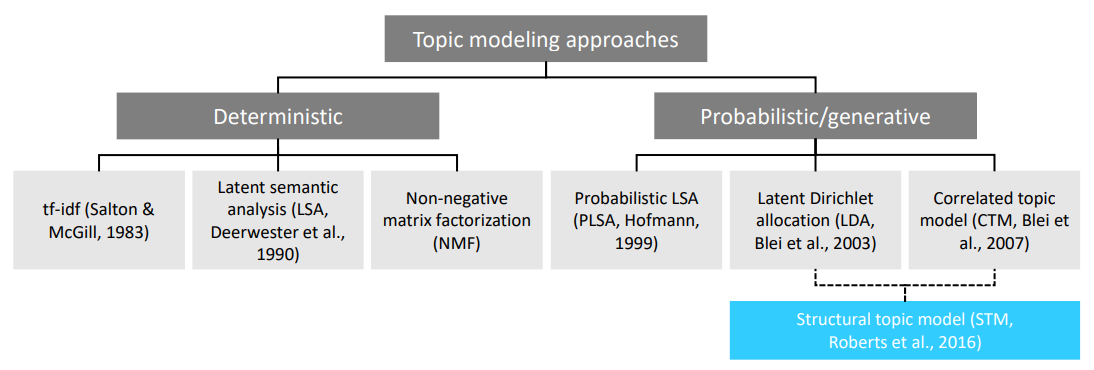 Topic modeling approaches
Deterministic
Probabilistic/generative
tf-idf (Salton &
McGill, 1983)
Latent semantic
analysis (LSA,
Deerwester et al.,
1990)
Non-negative
matrix factorization
(NMF)
Probabilistic LSA
(PLSA, Hofmann,
1999)
Latent Dirichlet
allocation (LDA,
Blei et al., 2003)
Correlated topic
model (CTM, Blei et
al., 2007)
Structural topic model (STM,
Roberts et al., 2016)